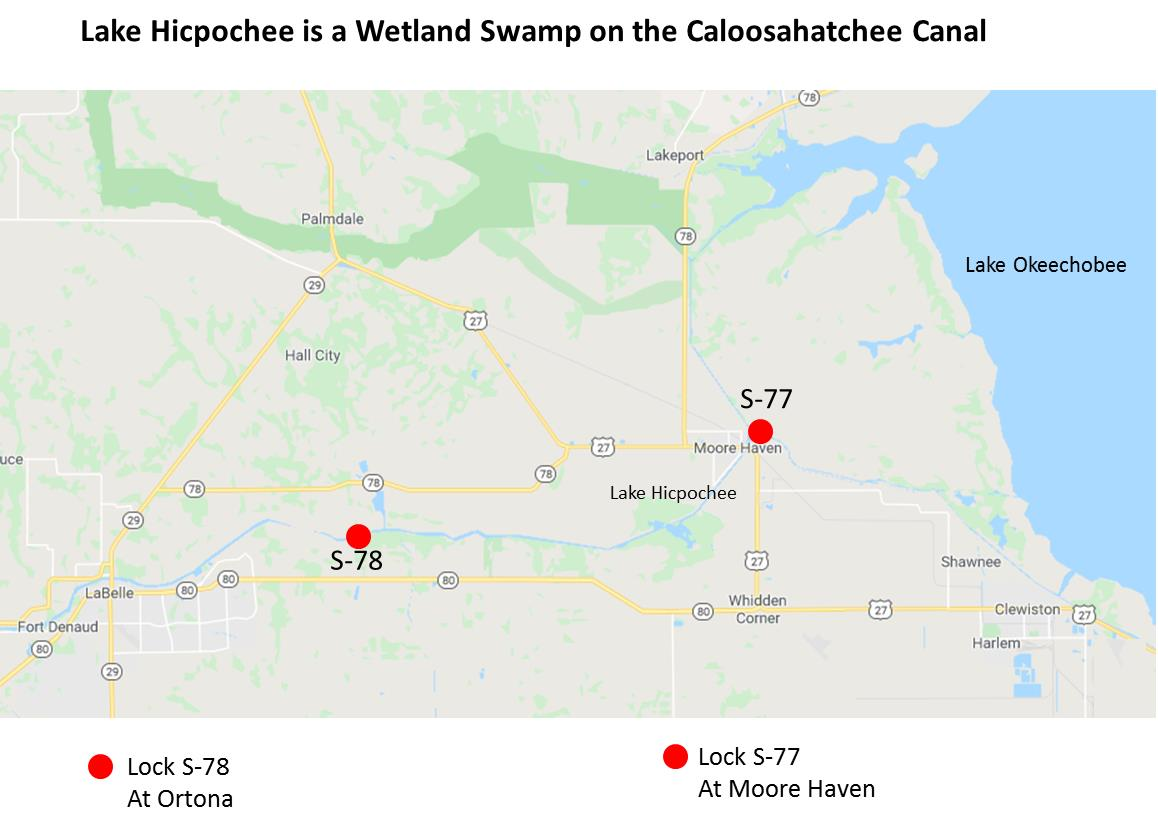 Lake Hicpochee is a Wetland Swamp on the Caloosahatchee Canal
78
Lakeport
Palmdale
78
Lake Okeechobee
29
27
Hall City
S-77
27
Moore Haven
uce
78
78
78
Lake Hicpochee
29
S-78
27
Shawnee
80
80
80
LaBelle
Whidden
Corner
80
27
Clewiston
27
Fort Denaud
80
Harlem
29
Lock S-78
At Ortona
Lock S-77
At Moore Haven